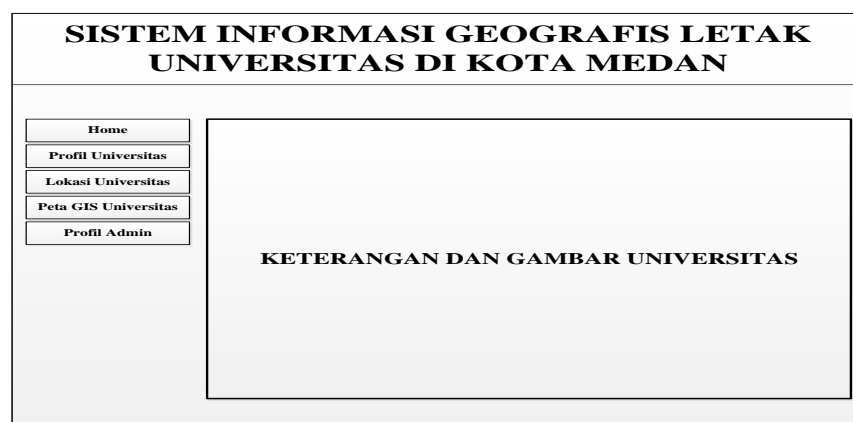 SISTEM INFORMASI GEOGRAFIS LETAK
UNIVERSITAS DI KOTA MEDAN
Home
Profil Universitas
Lokasi Universitas
Peta GIS Universitas
Profil Admin
KETERANGAN DAN GAMBAR UNIVERSITAS